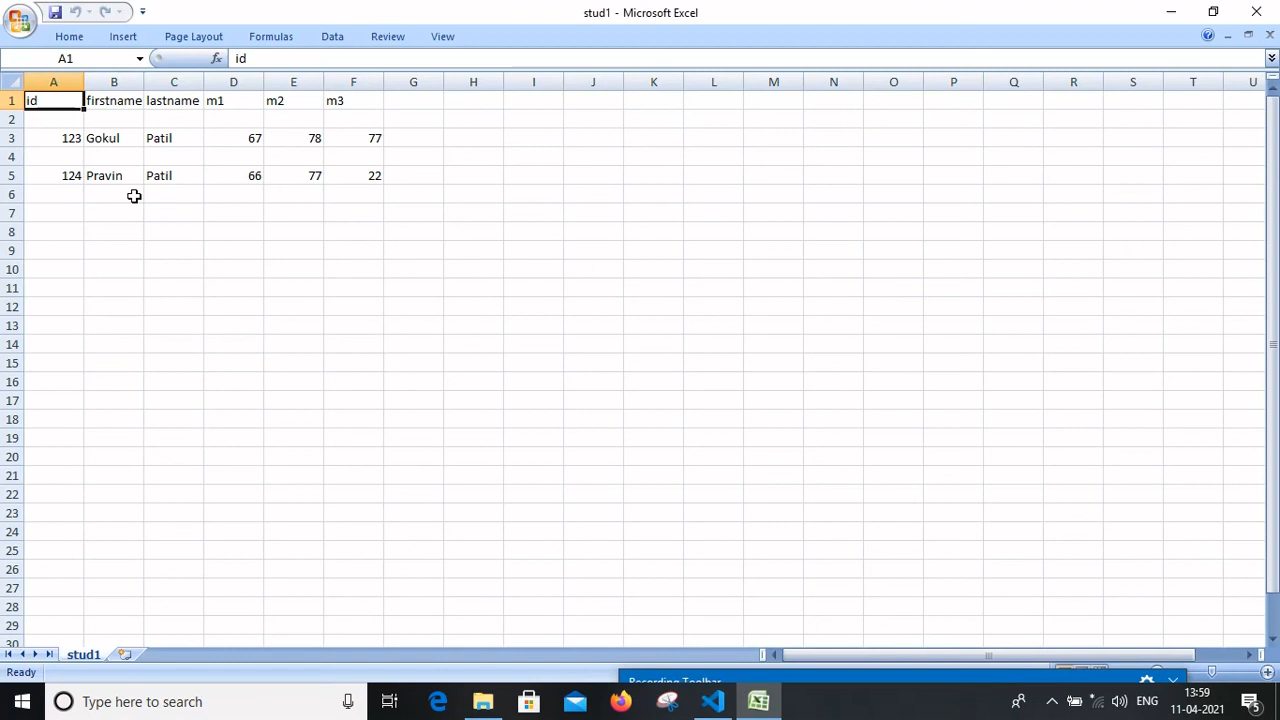 stud1 - Microsoft Excel
Home Insert Page Layout Formulas Data Review View
A1 fx id
A B C D E F G H I J K L M N O P Q R S T U
1 id firstname lastname m1 m2 m3
2
3 123 Gokul Patil 67 78 77
4
5 124 Pravin Patil 66 77 22
6
7
8
9
10
11
12
13
14
15
16
17
18
19
20
21
22
23
24
25
26
27
28
29
30
stud1
Ready
Recording Toolbar
Type here to search ENG 13:59
11-04-2021
5